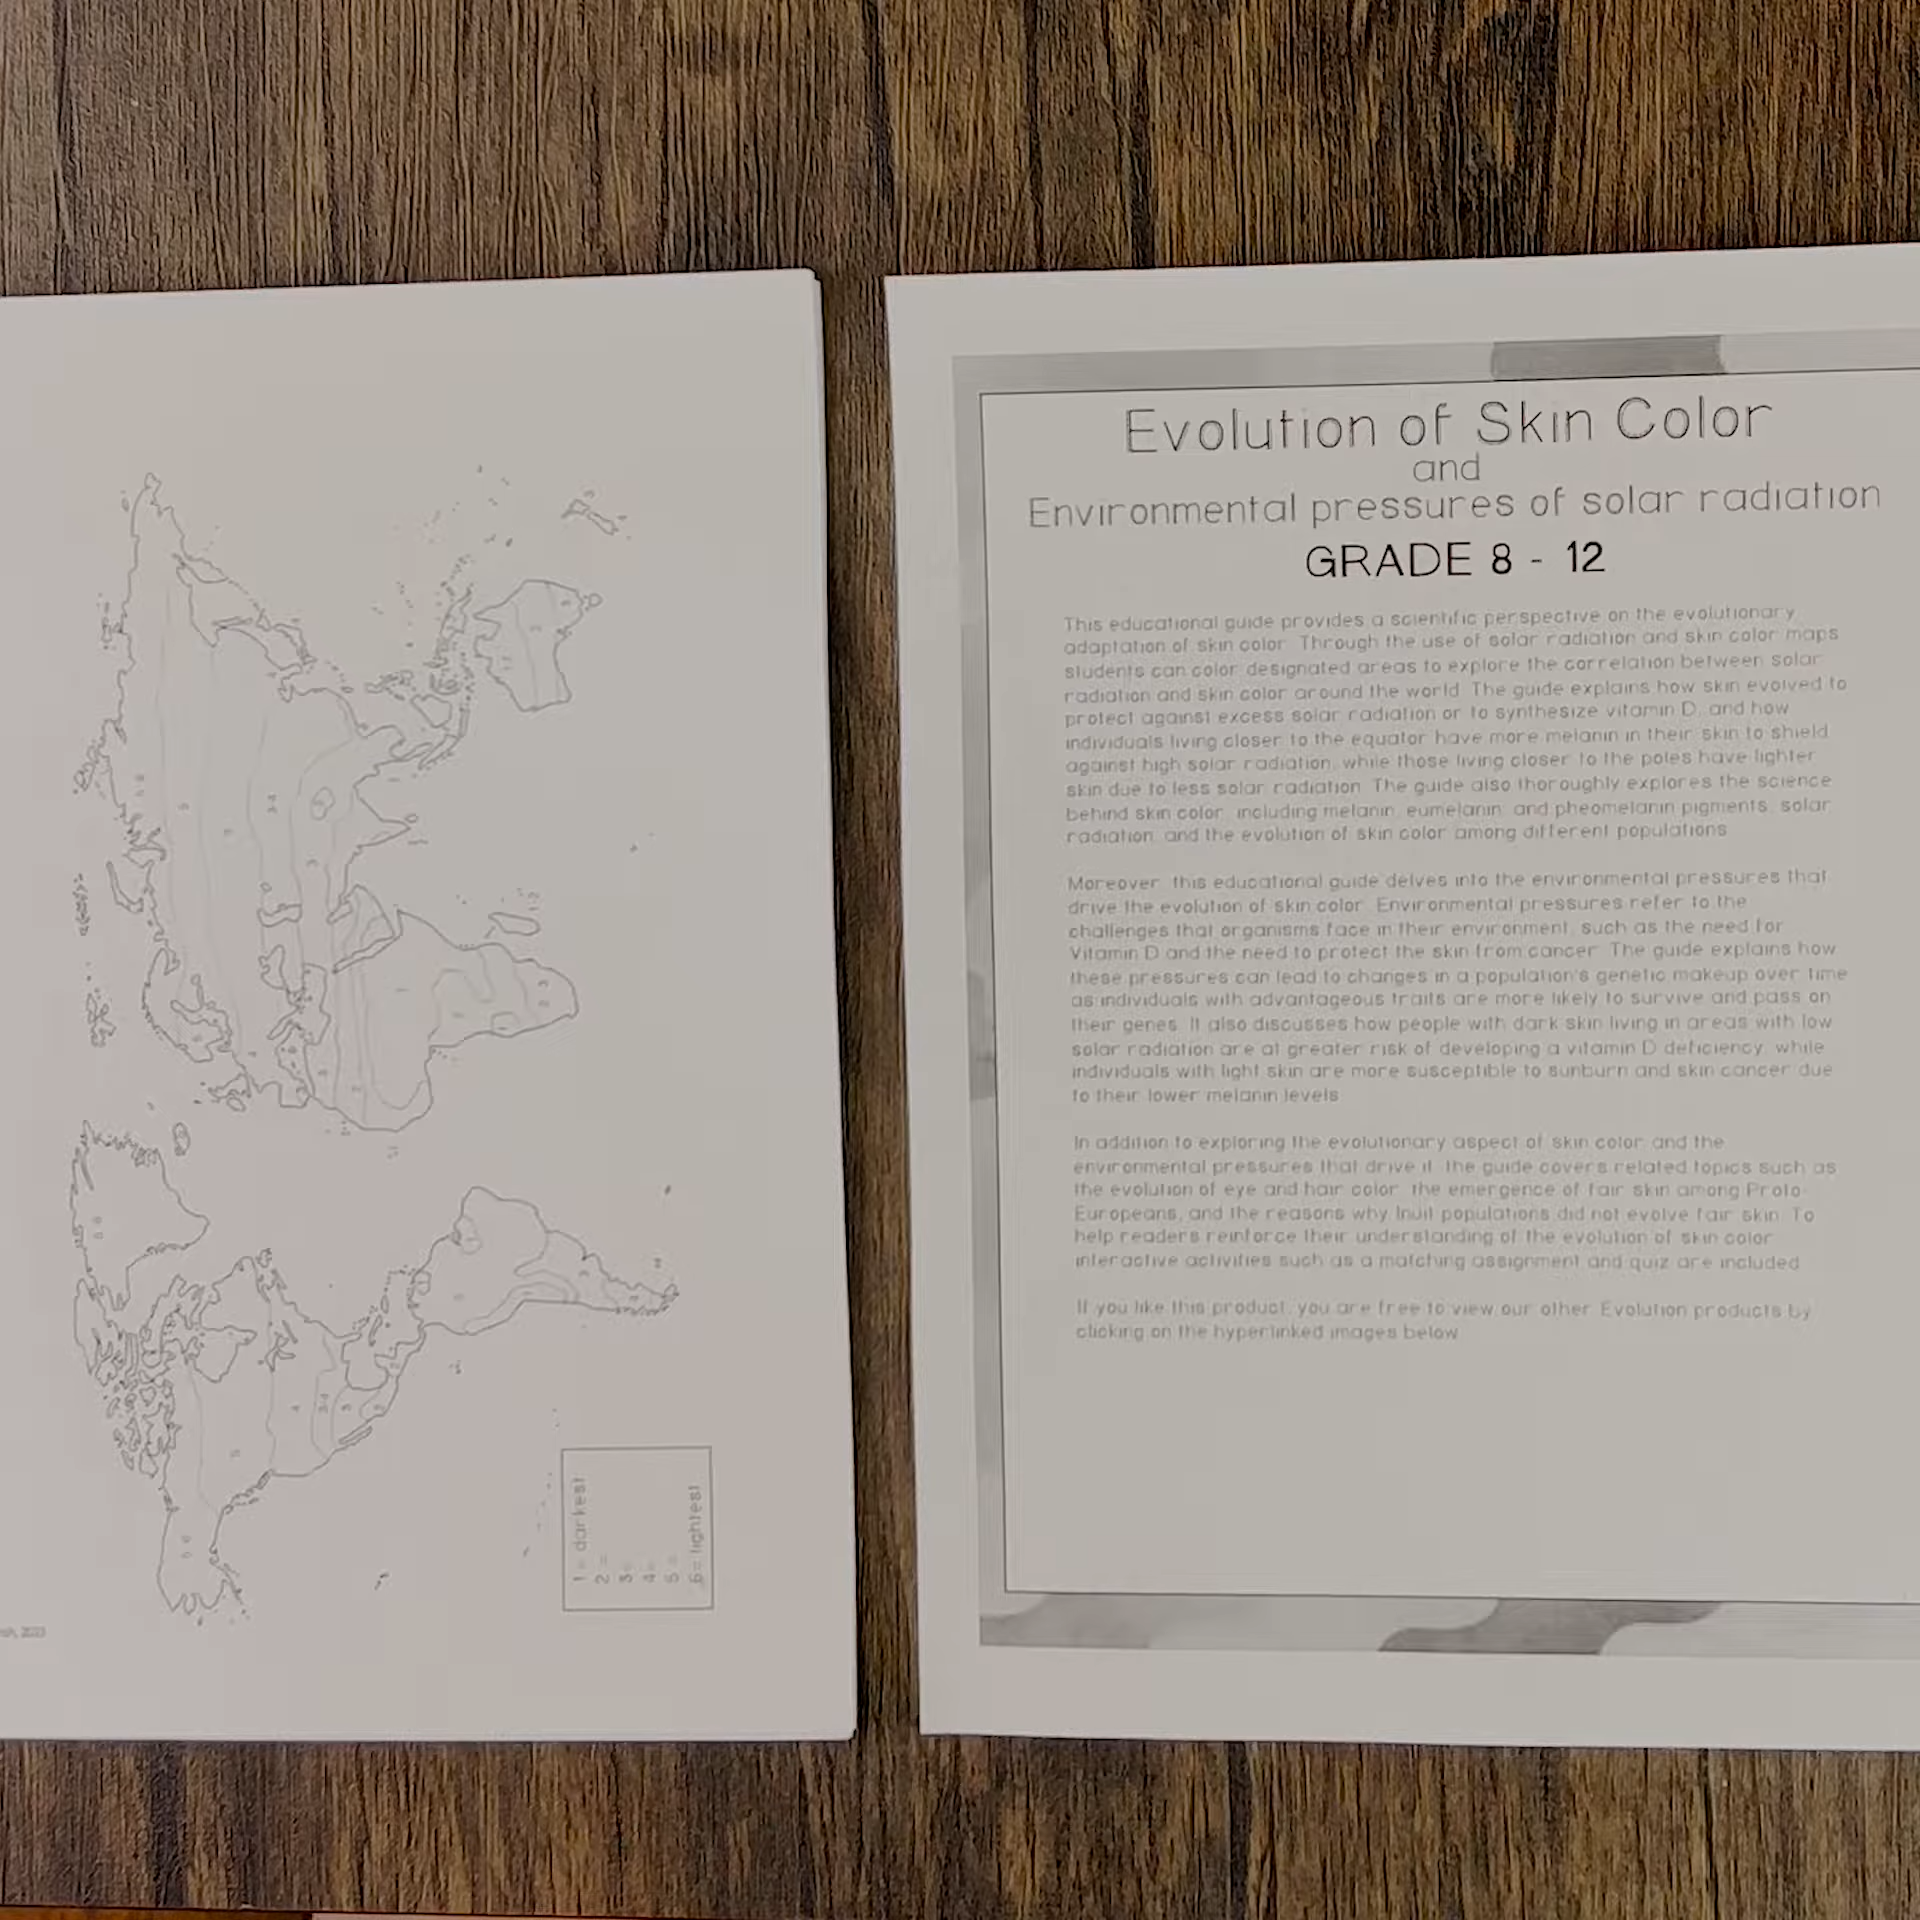 Evolution of Skin Color
and
Environmental pressures of solar radiation
GRADE 8 - 12
This educational guide provides a scientific perspective on the evolutionary
adaptation of skin color. Through the use of solar radiation and skin color maps
students can color designated areas to explore the correlation between solar
radiation and skin color around the world. The guide explains how skin evolved to
protect against excess solar radiation or to synthesize vitamin D, and how
individuals living closer to the equator have more melanin in their skin to shield
against high solar radiation, while those living closer to the poles have lighter
skin due to less solar radiation. The guide also thoroughly explores the science
behind skin color, including melanin, eumelanin, and pheomelanin pigments, solar
radiation, and the evolution of skin color among different populations
Moreover, this educational guide delves into the environmental pressures that
drive the evolution of skin color. Environmental pressures refer to the
challenges that organisms face in their environment, such as the need for
Vitamin D and the need to protect the skin from cancer. The guide explains how
these pressures can lead to changes in a population's genetic makeup over time
as individuals with advantageous traits are more likely to survive and pass on
their genes. It also discusses how people with dark skin living in areas with low
solar radiation are at greater risk of developing a vitamin D deficiency, while
individuals with light skin are more susceptible to sunburn and skin cancer due
to their lower melanin levels
In addition to exploring the evolutionary aspect of skin color and the
environmental pressures that drive it, the guide covers related topics such as
the evolution of eye and hair color, the emergence of fair skin among Proto-
Europeans, and the reasons why Inuit populations did not evolve fair skin. To
help readers reinforce their understanding of the evolution of skin color
interactive activities such as a matching assignment and quiz are included
If you like this product, you are free to view our other Evolution products by
clicking on the hyperlinked images below
1 = darkest
2 =
3 =
4 =
5 =
6 = lightest
2023